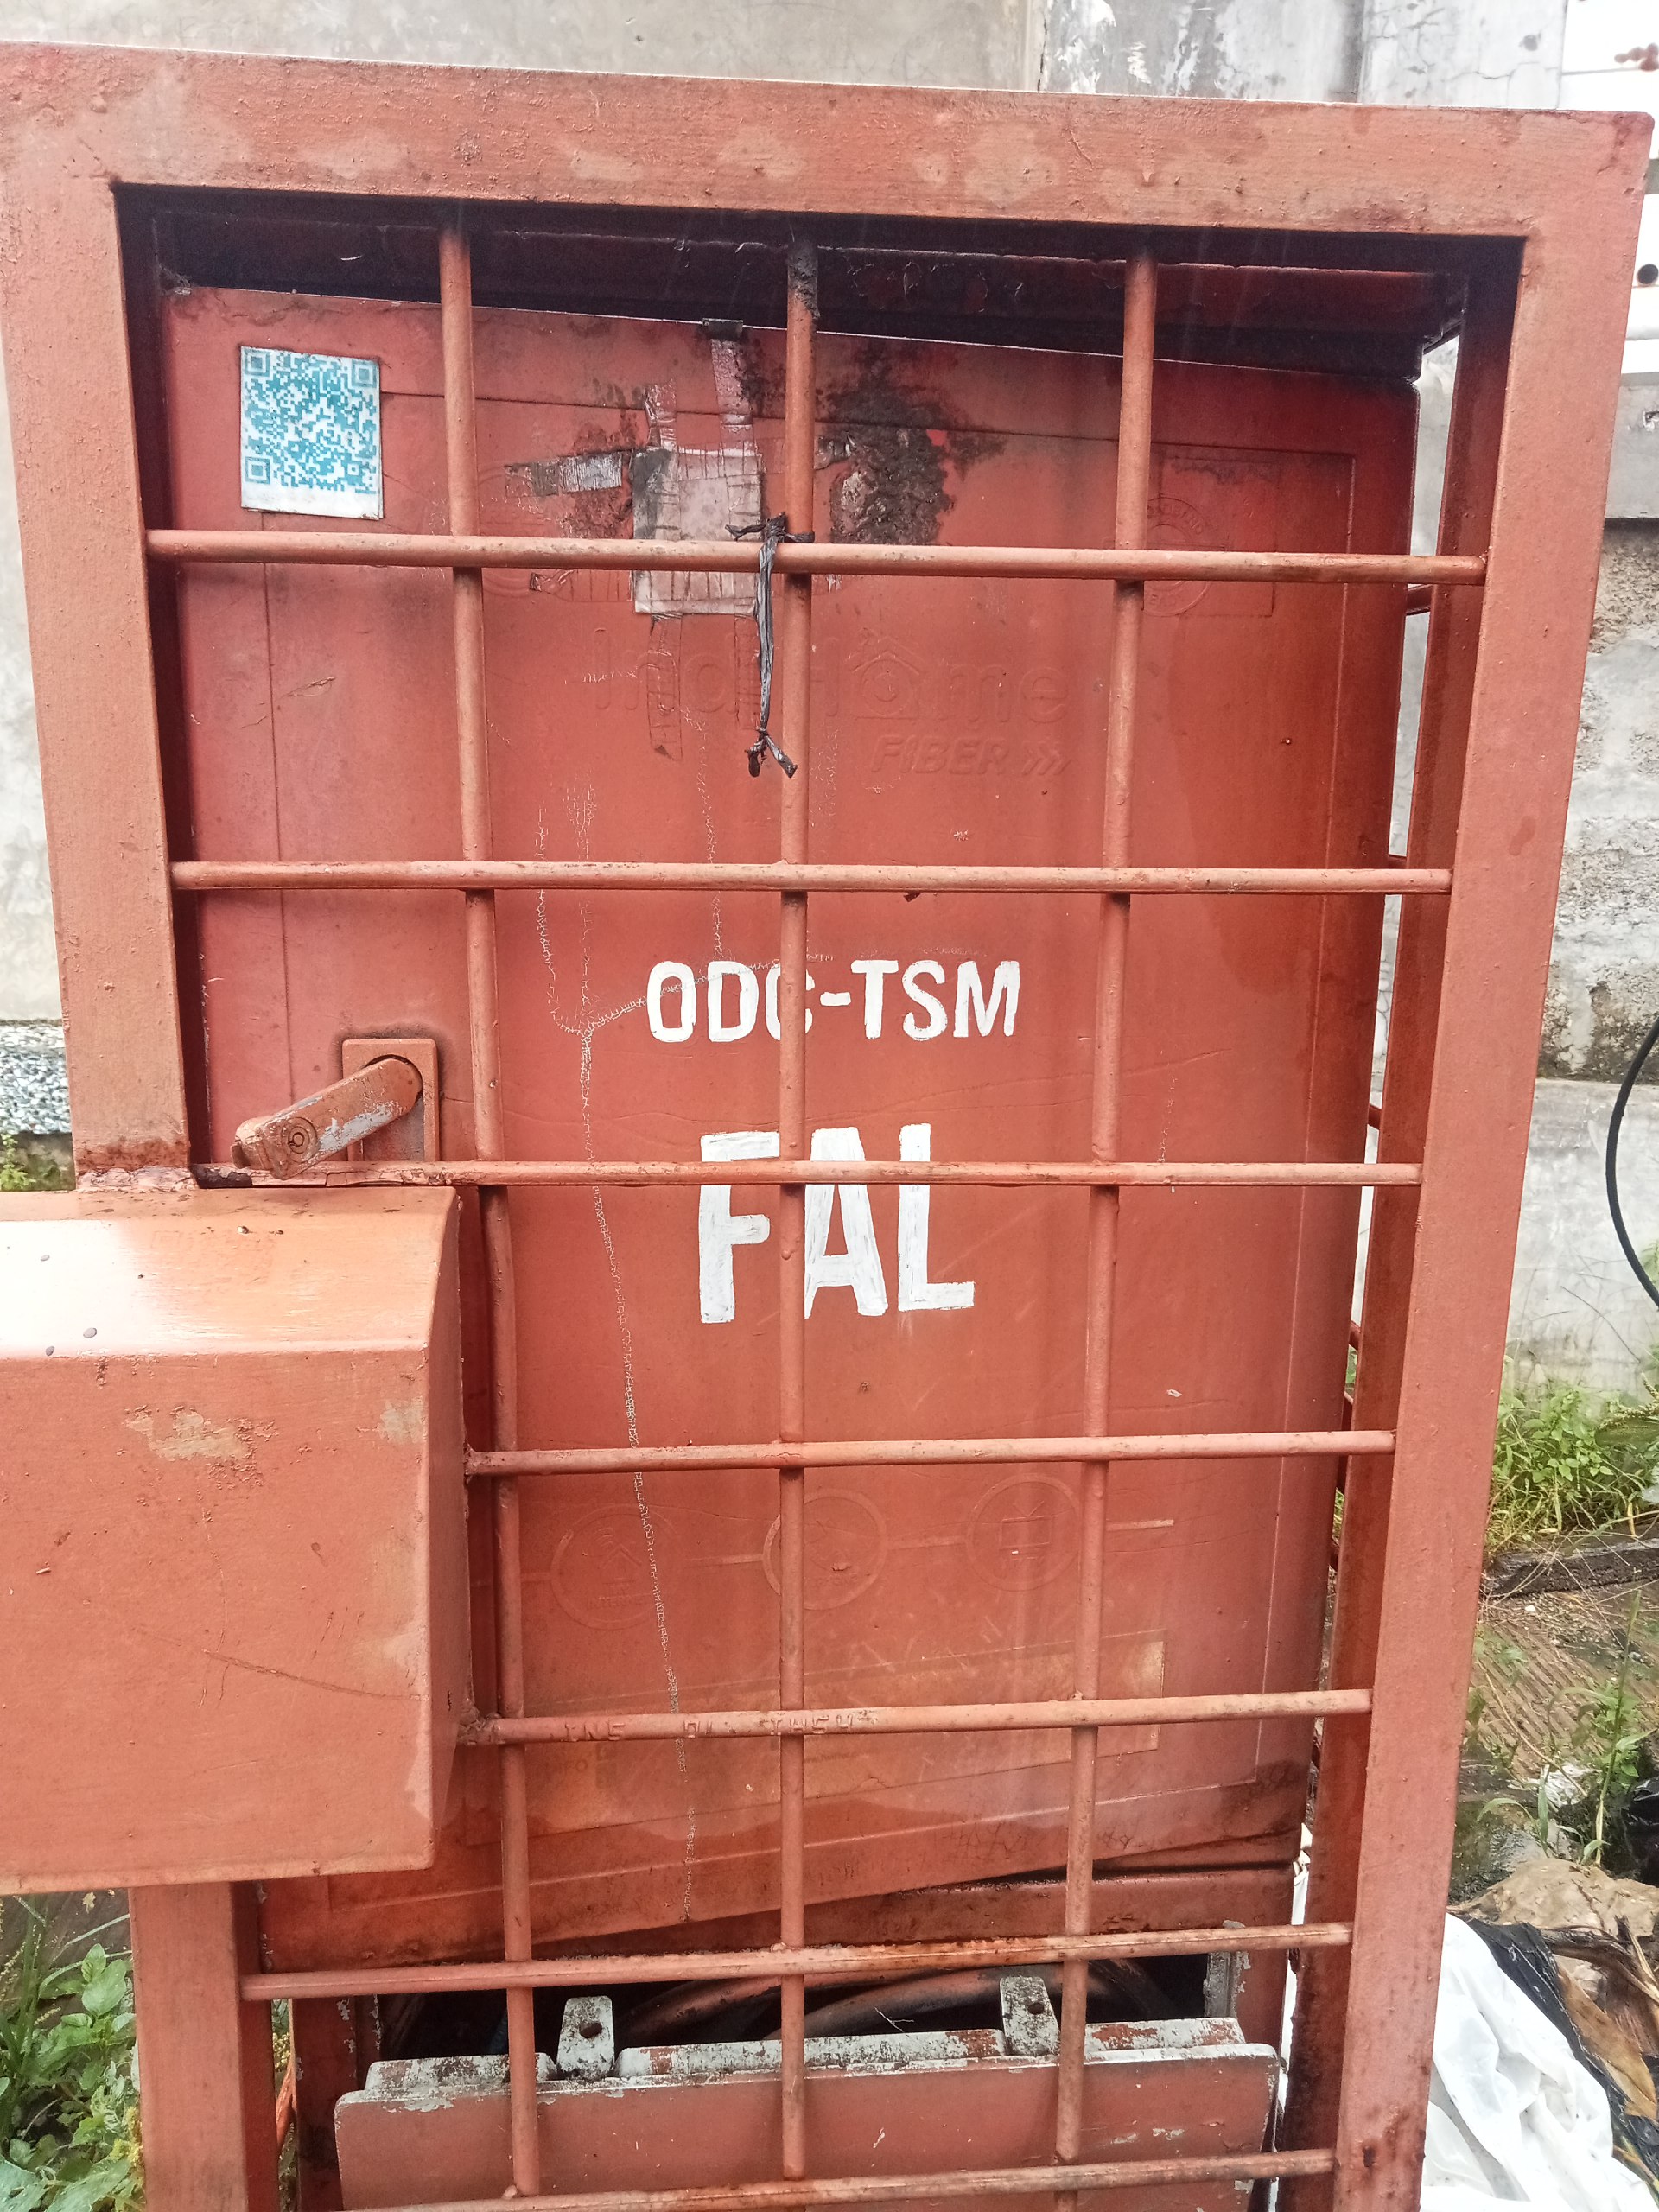 IndiHome
FIBER
ODC-TSM
FAL